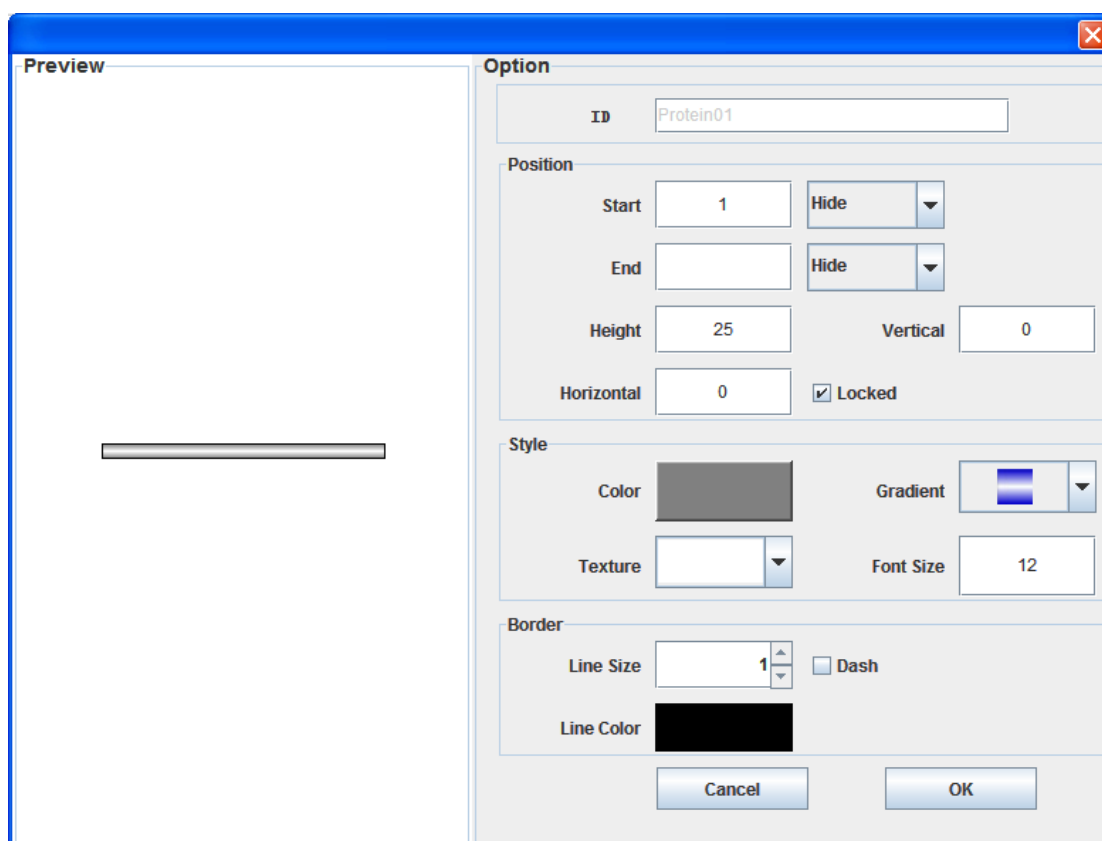 Preview
Option
ID Protein01
Position
Start 1 Hide
End Hide
Height 25 Vertical 0
Horizontal 0 Locked
Style
Color Gradient
Texture Font Size 12
Border
Line Size 1 Dash
Line Color
Cancel OK